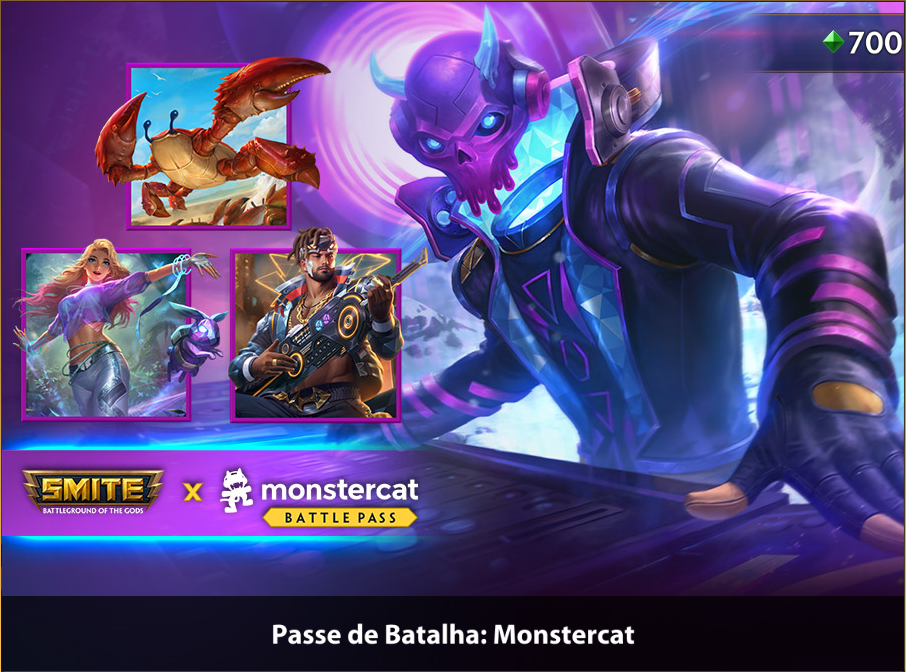 700
SMITE
BATTLEGROUND OF THE GODS
x
monstercat
BATTLE PASS
Passe de Batalha: Monstercat